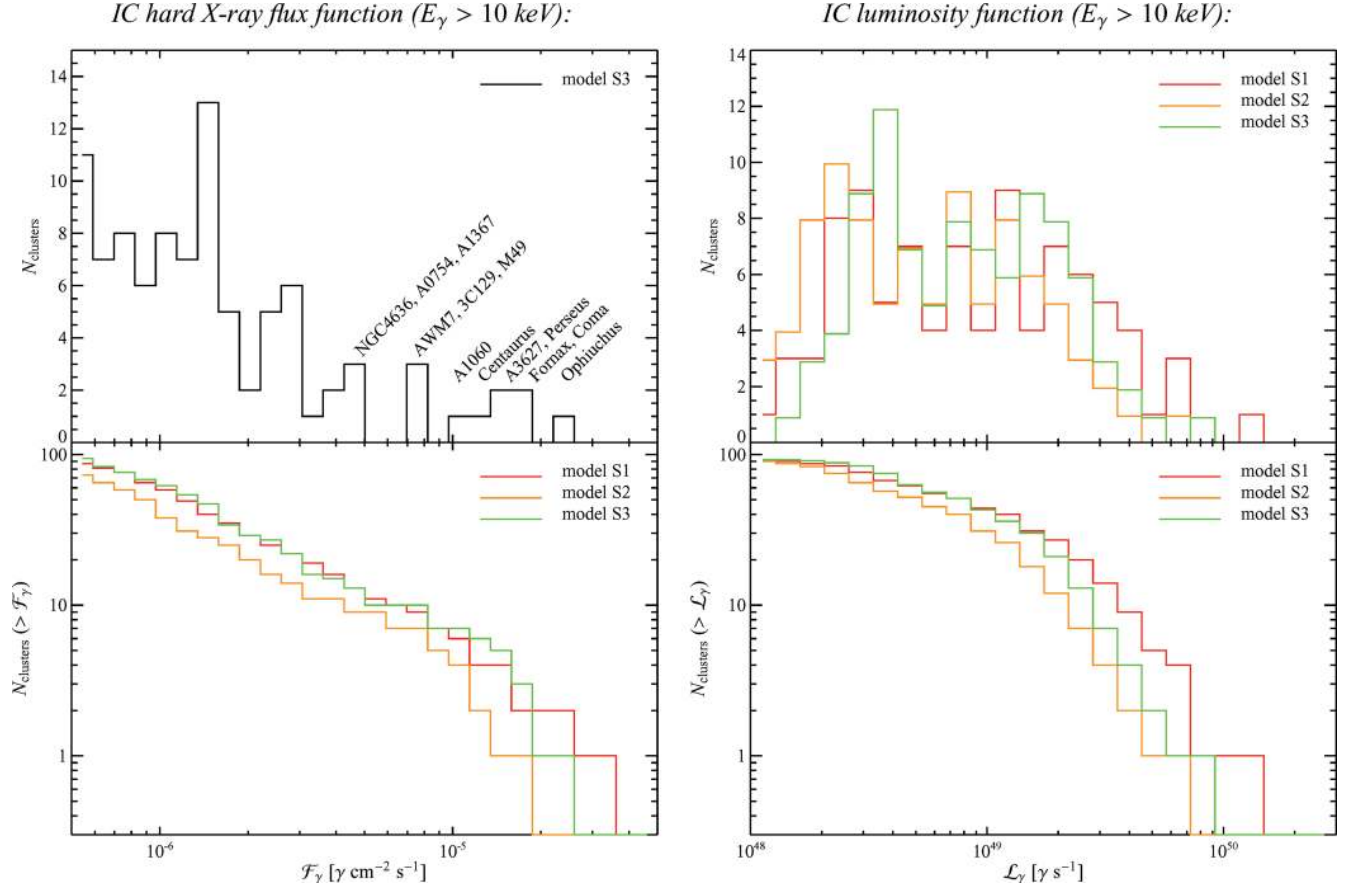 IC hard X-ray flux function (Eγ > 10 keV):
IC luminosity function (Eγ > 10 keV):
14
12
10
8
6
4
2
0
Nclusters
model S3
NGC4636, A0754, A1367
AWM7, 3C129, M49
A1060
Centaurus
A3627, Perseus
Fornax, Coma
Ophiuchus
14
12
10
8
6
4
2
0
Nclusters
model S1
model S2
model S3
100
10
1
Nclusters (> ℱγ)
model S1
model S2
model S3
10⁻⁶
10⁻⁵
ℱγ [γ cm⁻² s⁻¹]
100
10
1
Nclusters (> ℒγ)
model S1
model S2
model S3
10⁴⁸
10⁴⁹
10⁵⁰
ℒγ [γ s⁻¹]